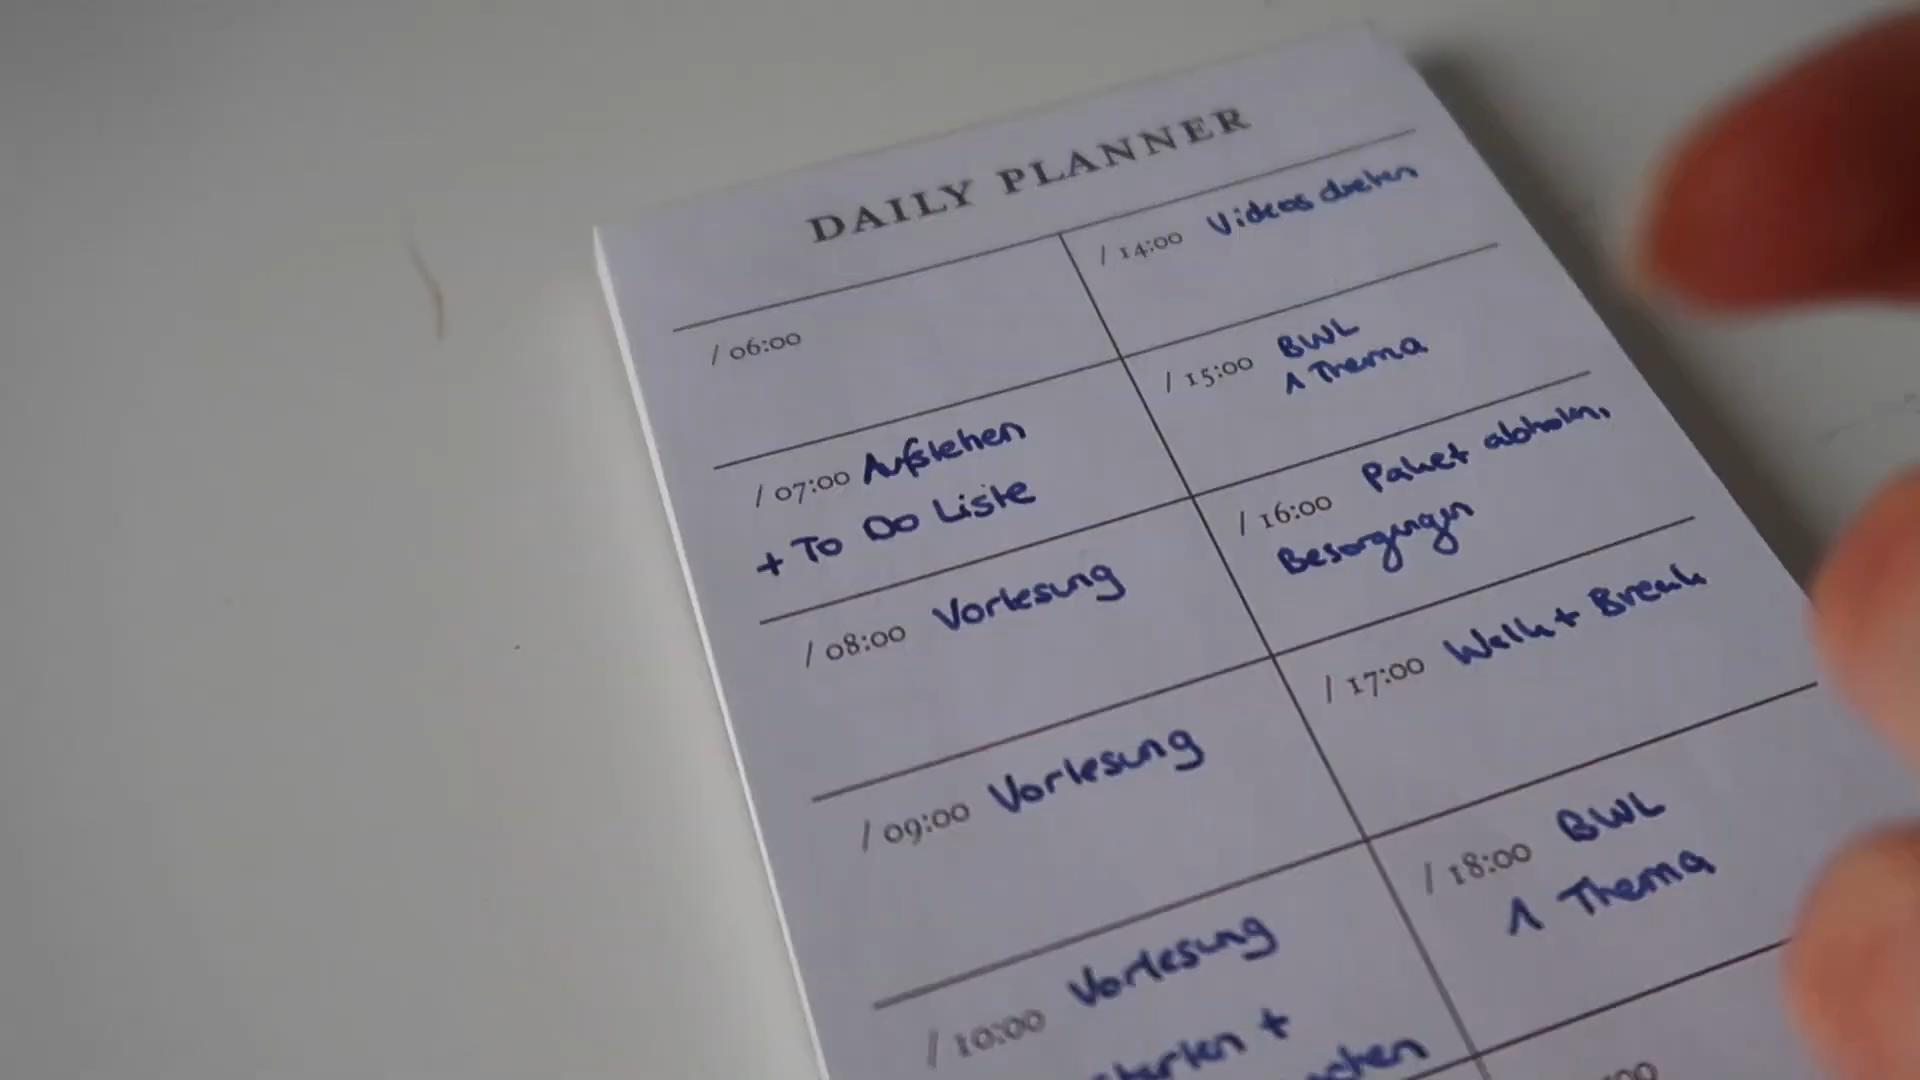 DAILY PLANNER
/ 06:00
/ 07:00 Aufstehen
+ To Do Liste
/ 08:00 Vorlesung
/ 09:00 Vorlesung
/ 10:00 Vorlesung
+
/ 14:00 Videos drehen
/ 15:00 BWL
1 Thema
/ 16:00 Paket abholen,
Besorgungen
/ 17:00 Walk + Break
/ 18:00 BWL
1 Thema